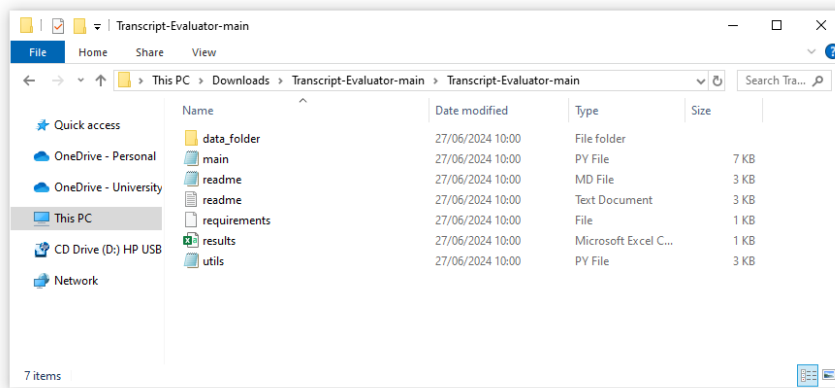 Transcript-Evaluator-main
File Home Share View
This PC > Downloads > Transcript-Evaluator-main > Transcript-Evaluator-main Search Tra...
Name Date modified Type Size
Quick access
OneDrive - Personal
OneDrive - University
This PC
CD Drive (D:) HP USB
Network
data_folder 27/06/2024 10:00 File folder
main 27/06/2024 10:00 PY File 7 KB
readme 27/06/2024 10:00 MD File 3 KB
readme 27/06/2024 10:00 Text Document 3 KB
requirements 27/06/2024 10:00 File 1 KB
results 27/06/2024 10:00 Microsoft Excel C... 1 KB
utils 27/06/2024 10:00 PY File 3 KB
7 items